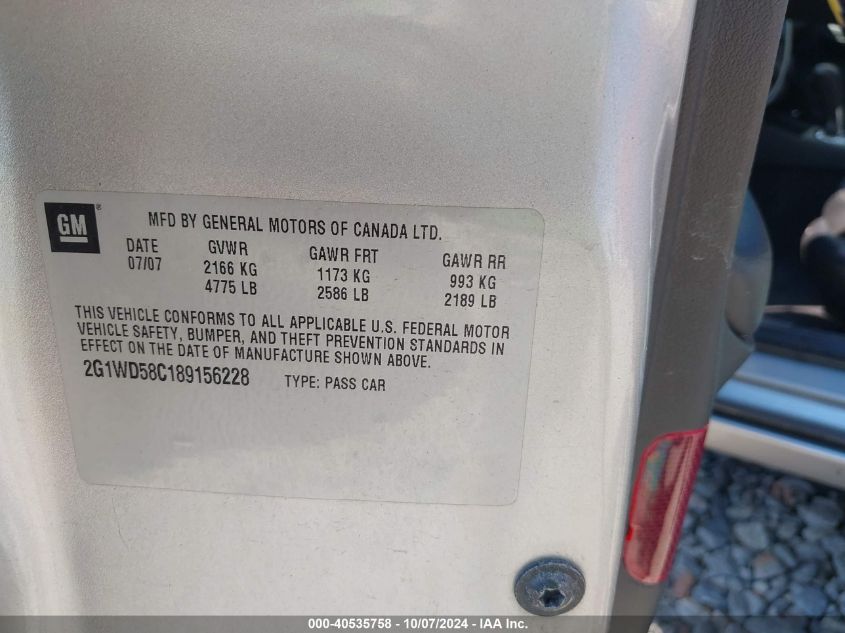 GM ®
MFD BY GENERAL MOTORS OF CANADA LTD.
DATE GVWR GAWR FRT GAWR RR
07/07 2166 KG 1173 KG 993 KG
4775 LB 2586 LB 2189 LB
THIS VEHICLE CONFORMS TO ALL APPLICABLE U.S. FEDERAL MOTOR
VEHICLE SAFETY, BUMPER, AND THEFT PREVENTION STANDARDS IN
EFFECT ON THE DATE OF MANUFACTURE SHOWN ABOVE.
2G1WD58C189156228 TYPE: PASS CAR
000-40535758 - 10/07/2024 - IAA Inc.